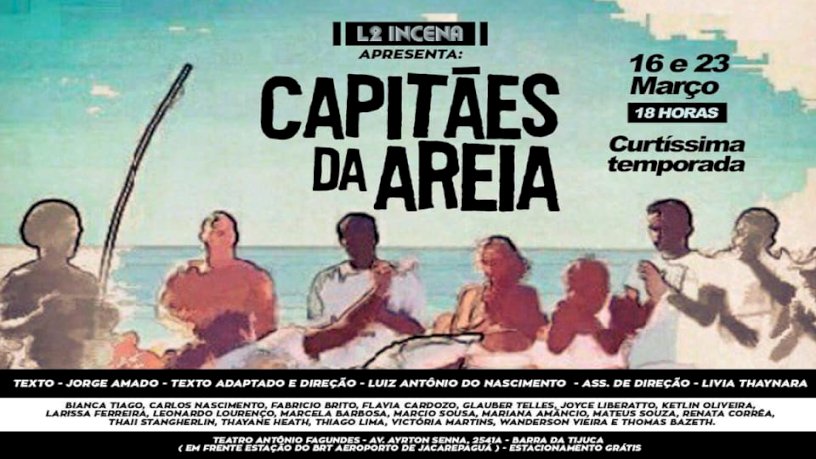 L2 INCENA
APRESENTA:
CAPITÃES
DA AREIA
16 e 23
Março
18 HORAS
Curtíssima
temporada
TEXTO - JORGE AMADO - TEXTO ADAPTADO E DIREÇÃO - LUIZ ANTÔNIO DO NASCIMENTO - ASS. DE DIREÇÃO - LIVIA THAYNARA
BIANCA TIAGO, CARLOS NASCIMENTO, FABRICIO BRITO, FLAVIA CARDOZO, GLAUBER TELLES, JOYCE LIBERATTO, KETLIN OLIVEIRA,
LARISSA FERREIRA, LEONARDO LOURENÇO, MARCELA BARBOSA, MARCIO SOUSA, MARIANA AMÂNCIO, MATEUS SOUZA, RENATA CORRÊA,
THAII STANGHERLIN, THAYANE HEATH, THIAGO LIMA, VICTÓRIA MARTINS, WANDERSON VIEIRA E THOMAS BAZETH.
TEATRO ANTÔNIO FAGUNDES - AV. AYRTON SENNA, 2541A - BARRA DA TIJUCA
( EM FRENTE ESTAÇÃO DO BRT AEROPORTO DE JACAREPAGUÁ ) - ESTACIONAMENTO GRÁTIS